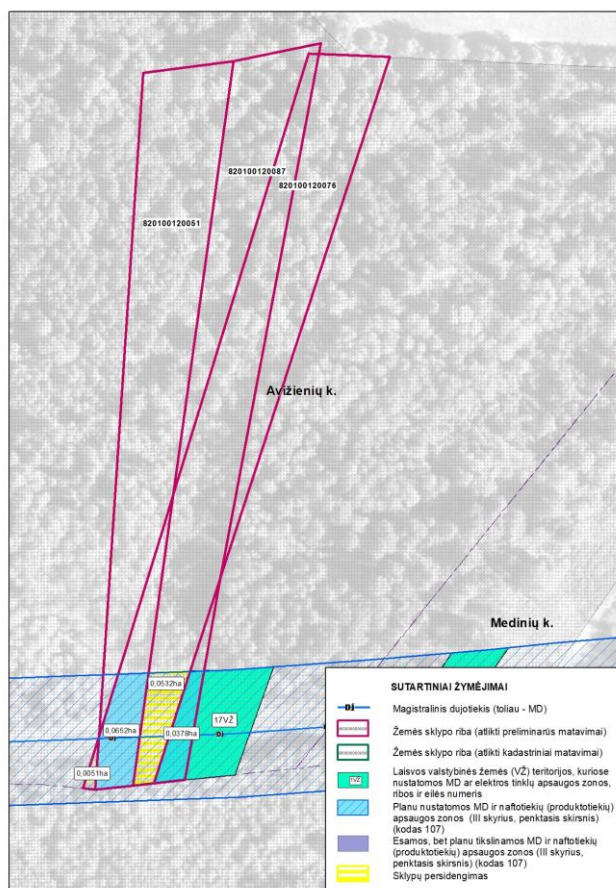 820100120087
820100120076
820100120051
Avižienių k.
Medinių k.
0,0532ha
17VŽ
0,0652ha
0,0378ha
Dj
Dj
0,0051ha
SUTARTINIAI ŽYMĖJIMAI
Dj
Magistralinis dujotiekis (toliau - MD)
Žemės sklypo riba (atlikti preliminarūs matavimai)
Žemės sklypo riba (atlikti kadastriniai matavimai)
1VŽ
Laisvos valstybinės žemės (VŽ) teritorijos, kuriose
nustatomos MD ar elektros tinklų apsaugos zonos,
ribos ir eilės numeris
Planu nustatomos MD ir naftotiekių (produktotiekių)
apsaugos zonos (III skyrius, penktasis skirsnis)
(kodas 107)
Esamos, bet planu tikslinamos MD ir naftotiekių
(produktotiekių) apsaugos zonos (III skyrius,
penktasis skirsnis) (kodas 107)
Sklypų persidengimas